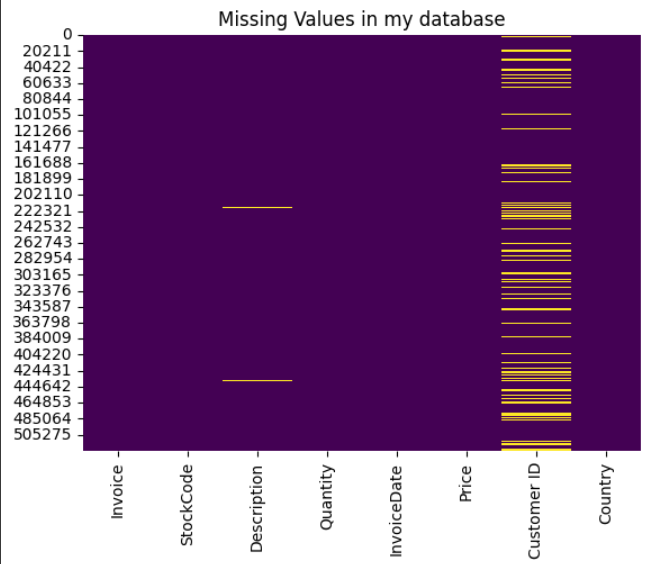 Missing Values in my database
0
20211
40422
60633
80844
101055
121266
141477
161688
181899
202110
222321
242532
262743
282954
303165
323376
343587
363798
384009
404220
424431
444642
464853
485064
505275
Invoice
StockCode
Description
Quantity
InvoiceDate
Price
Customer ID
Country